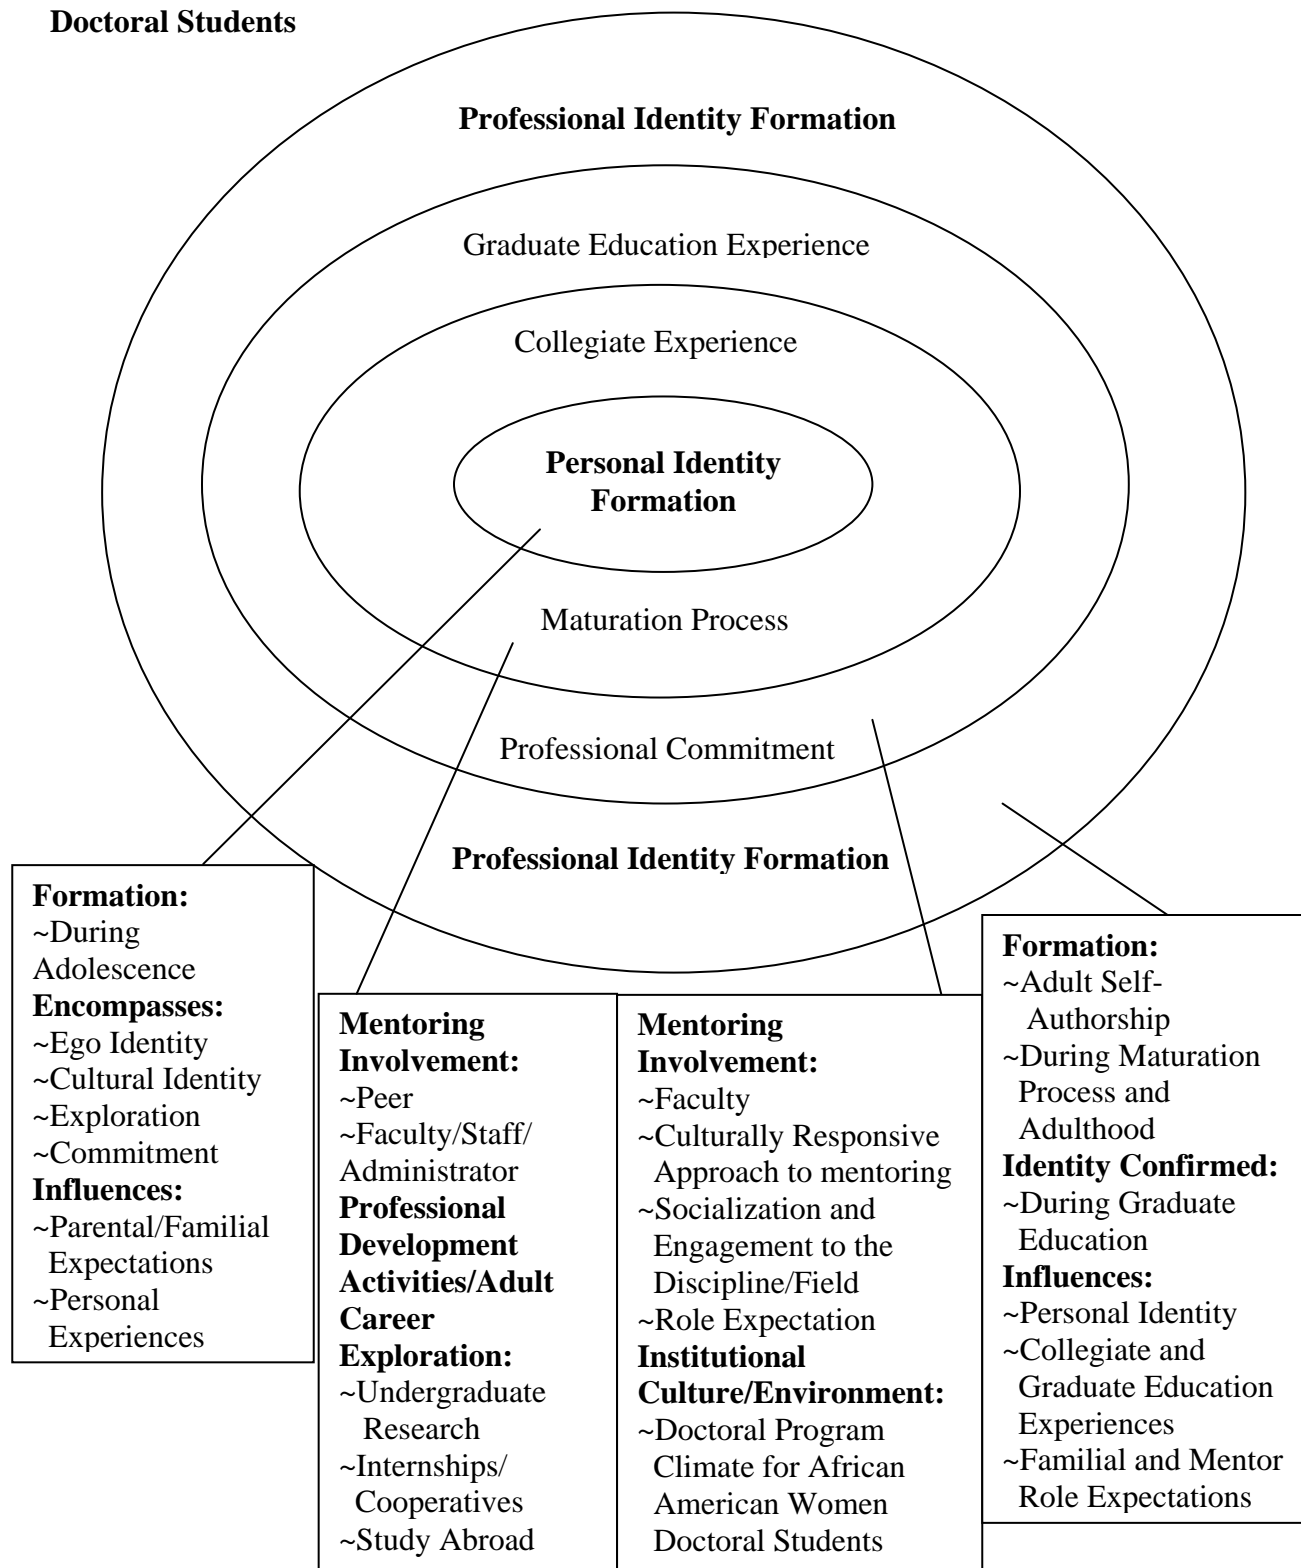 Doctoral Students
Professional Identity Formation
Graduate Education Experience
Collegiate Experience
Personal Identity
Formation
Maturation Process
Professional Commitment
Professional Identity Formation
Formation:
~During
Adolescence
Encompasses:
~Ego Identity
~Cultural Identity
~Exploration
~Commitment
Influences:
~Parental/Familial
Expectations
~Personal
Experiences
Mentoring
Involvement:
~Peer
~Faculty/Staff/
Administrator
Professional
Development
Activities/Adult
Career
Exploration:
~Undergraduate
Research
~Internships/
Cooperatives
~Study Abroad
Mentoring
Involvement:
~Faculty
~Culturally Responsive
Approach to mentoring
~Socialization and
Engagement to the
Discipline/Field
~Role Expectation
Institutional
Culture/Environment:
~Doctoral Program
Climate for African
American Women
Doctoral Students
Formation:
~Adult Self-
Authorship
~During Maturation
Process and
Adulthood
Identity Confirmed:
~During Graduate
Education
Influences:
~Personal Identity
~Collegiate and
Graduate Education
Experiences
~Familial and Mentor
Role Expectations